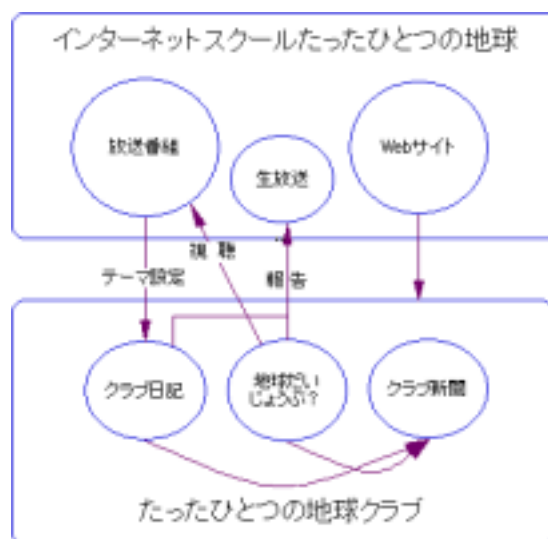 インターネットスクールたったひとつの地球
放送番組
生放送
Webサイト
視 聴
テーマ設定
報 告
クラブ日記
地球だい
じょうぶ?
クラブ新聞
たったひとつの地球クラブ